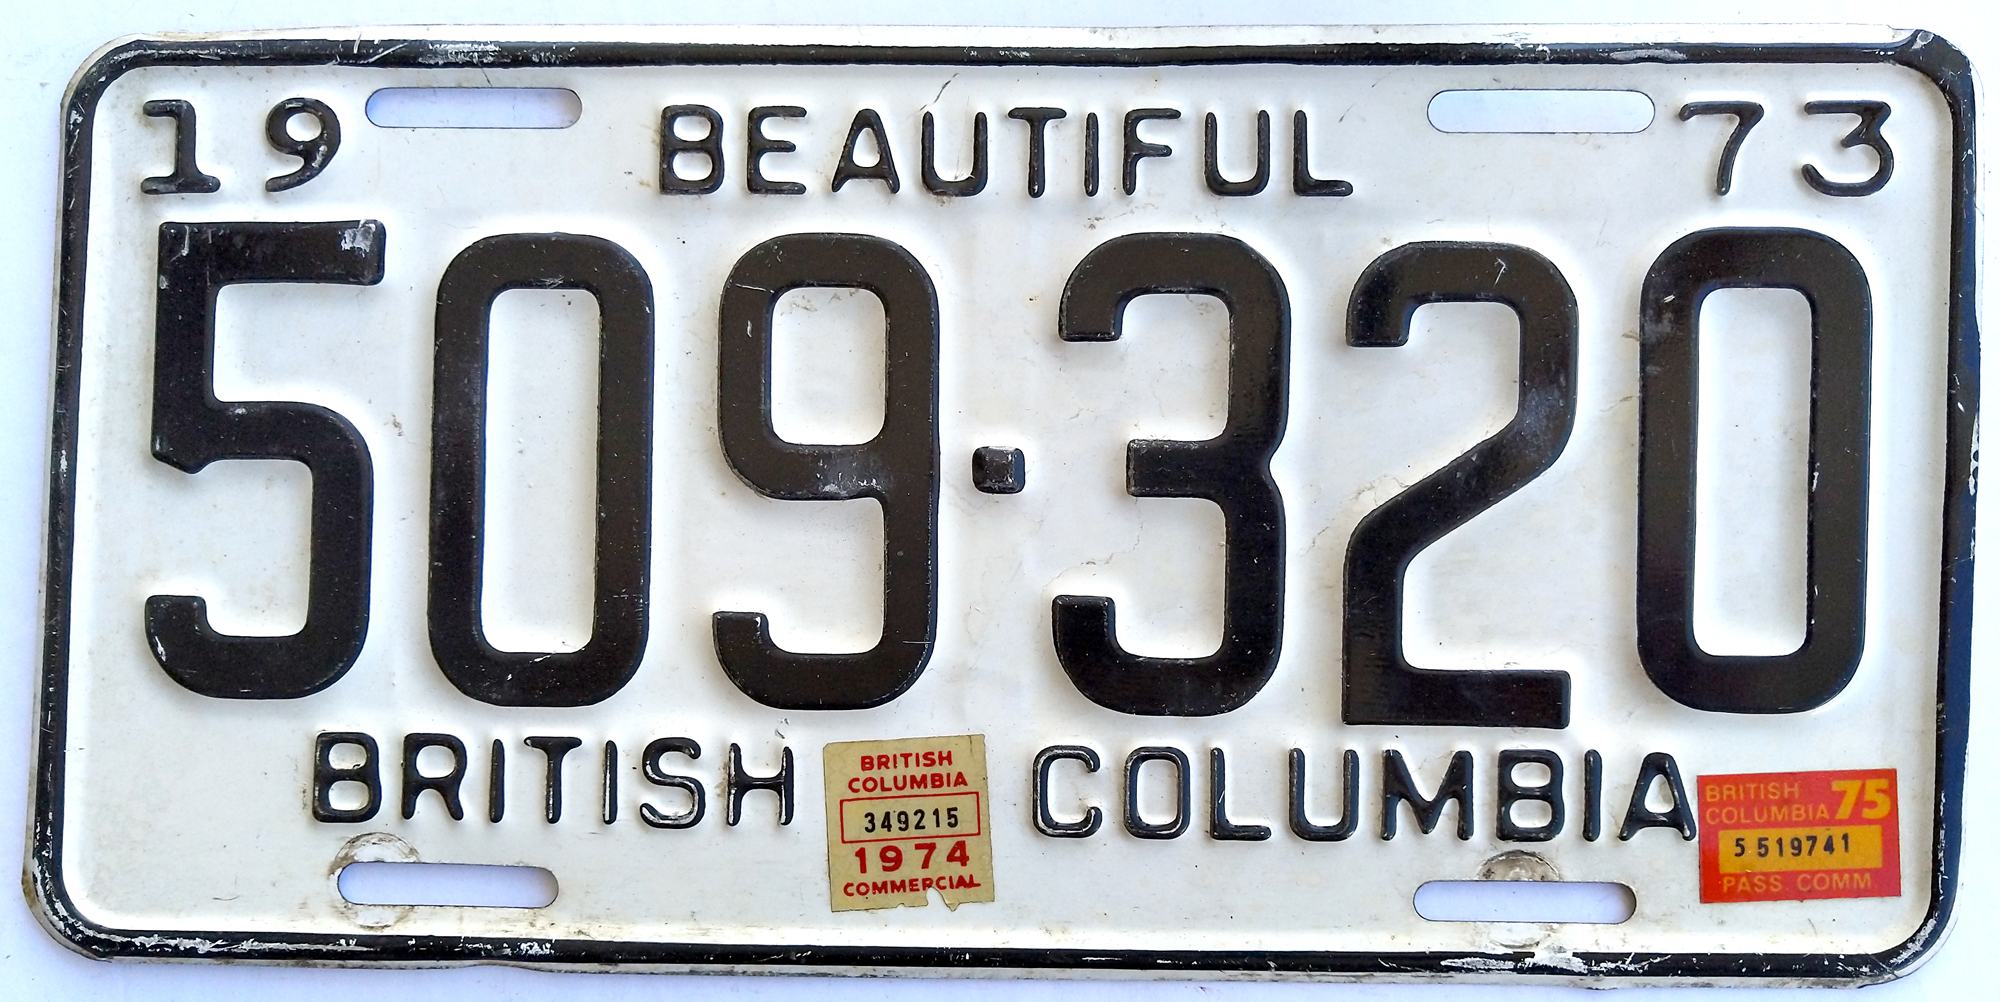 19 BEAUTIFUL 73
509·320
BRITISH COLUMBIA
BRITISH
COLUMBIA
349215
1974
COMMERCIAL
BRITISH
COLUMBIA 75
5 519741
PASS. COMM